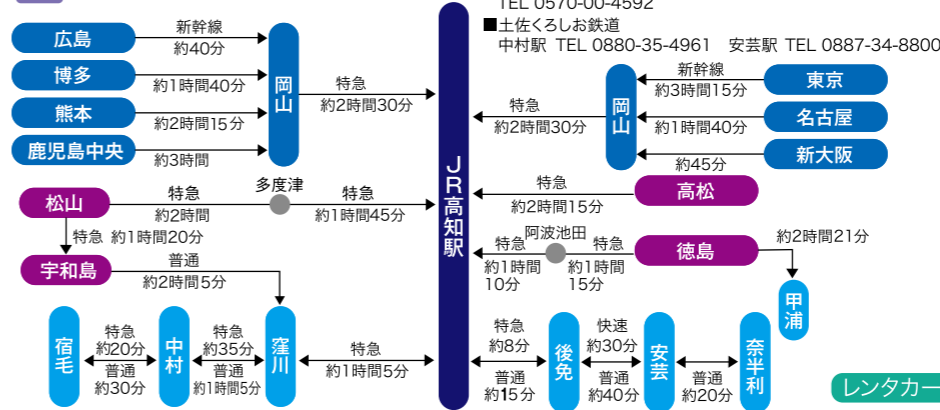 TEL 0570-00-4592
■土佐くろしお鉄道
中村駅 TEL 0880-35-4961 安芸駅 TEL 0887-34-8800
広島
新幹線
約40分
博多
約1時間40分
熊本
約2時間15分
鹿児島中央
約3時間
岡山
特急
約2時間30分
松山
特急
約2時間
多度津
特急
約1時間45分
特急 約1時間20分
宇和島
普通
約2時間5分
宿毛
特急
約20分
普通
約30分
中村
特急
約35分
普通
約1時間5分
窪川
特急
約1時間5分
JR高知駅
特急
約2時間30分
岡山
新幹線
約3時間15分
東京
約1時間40分
名古屋
約45分
新大阪
特急
約2時間15分
高松
特急
約1時間
10分
阿波池田
特急
約1時間
15分
徳島
約2時間21分
甲浦
特急
約8分
普通
約15分
後免
快速
約30分
普通
約40分
安芸
普通
約20分
奈半利
レンタカー